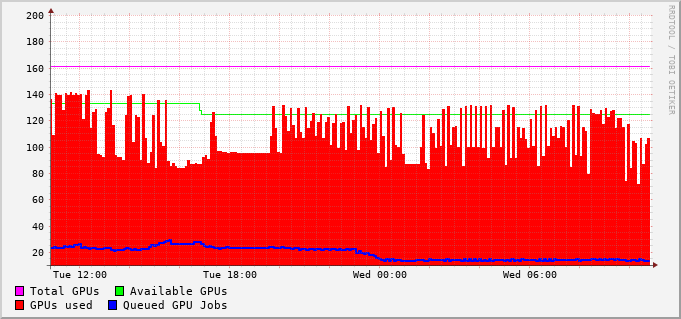 200
180
160
140
120
100
80
60
40
20
Tue 12:00 Tue 18:00 Wed 00:00 Wed 06:00
Total GPUs Available GPUs
GPUs used Queued GPU Jobs
RRDTOOL / TOBI OETIKER